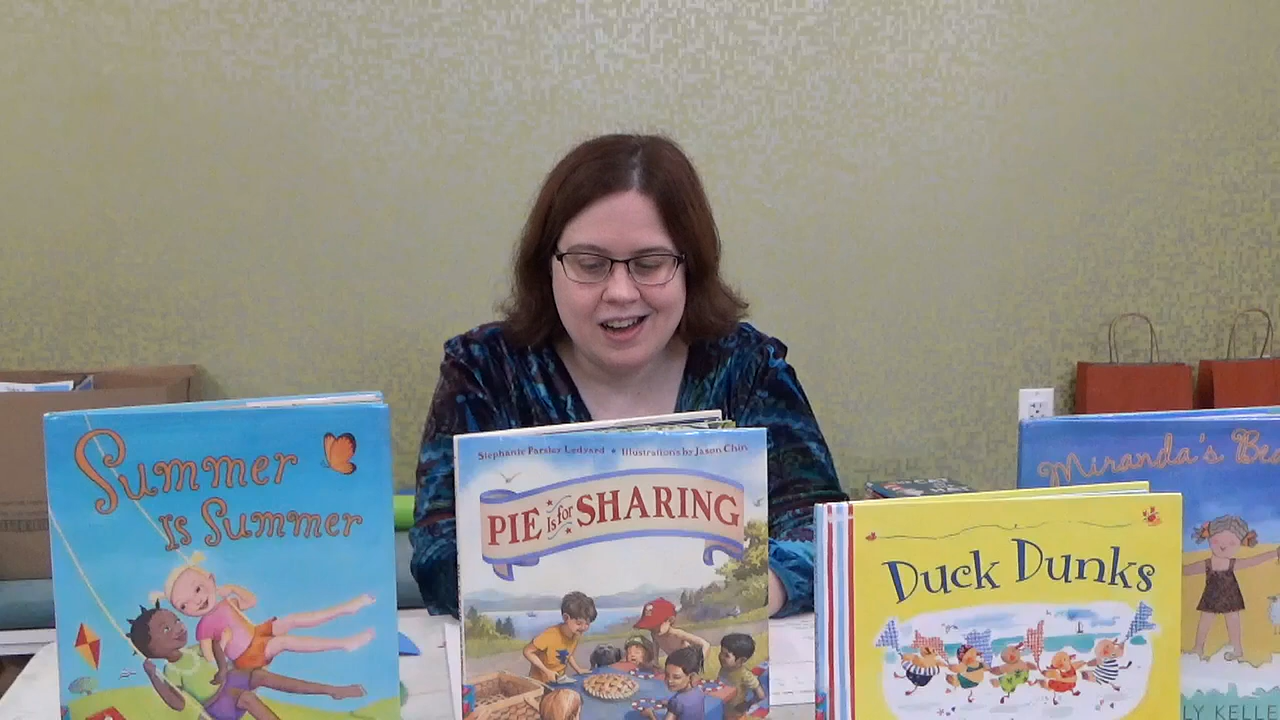 Summer
Is Summer
Stephanie Parsley Ledyard ★ Illustrations by Jason Chin
PIE Is for SHARING
Duck Dunks
Miranda's
LY KELLE